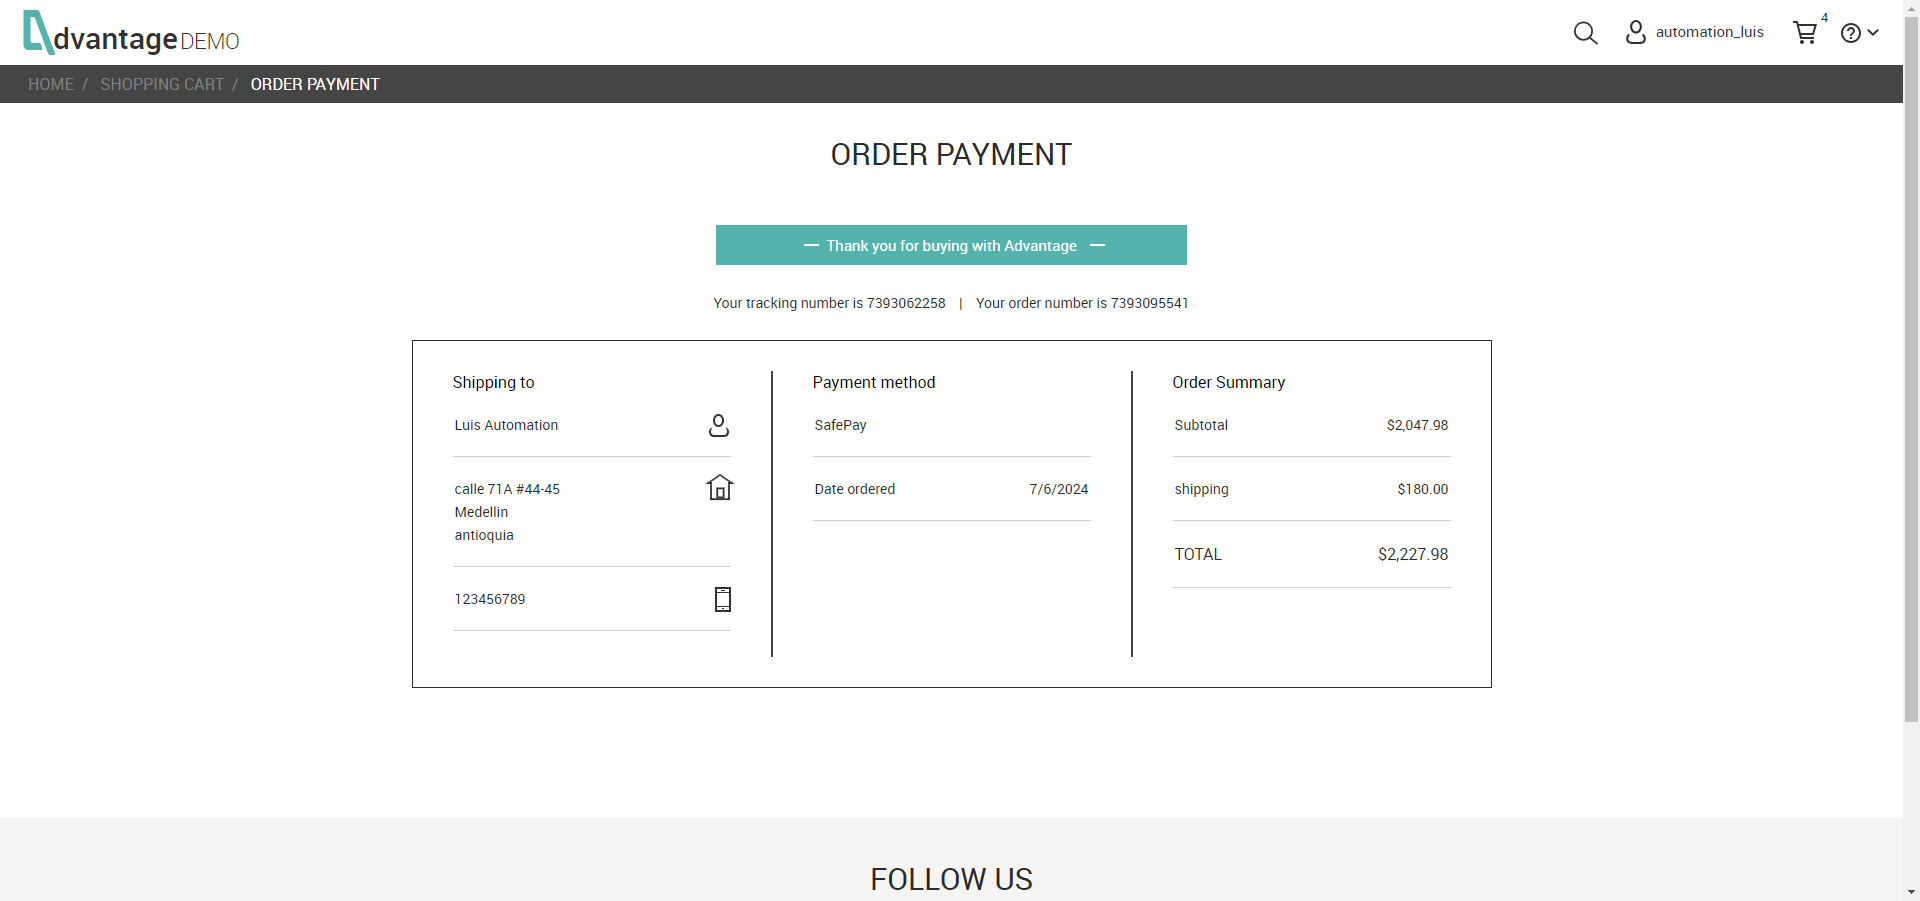 dvantage DEMO
automation_luis
4
HOME / SHOPPING CART / ORDER PAYMENT
ORDER PAYMENT
— Thank you for buying with Advantage —
Your tracking number is 7393062258 | Your order number is 7393095541
Shipping to
Luis Automation
calle 71A #44-45
Medellin
antioquia
123456789
Payment method
SafePay
Date ordered 7/6/2024
Order Summary
Subtotal $2,047.98
shipping $180.00
TOTAL $2,227.98
FOLLOW US